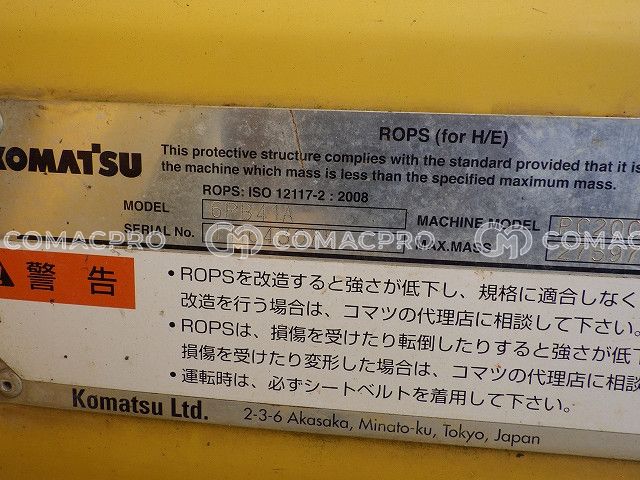 ROPS (for H/E)
KOMATSU
This protective structure complies with the standard provided that it is
the machine which mass is less than the specified maximum mass.
ROPS: ISO 12117-2 : 2008
MODEL
MACHINE MODEL
SERIAL No.
MAX.MASS
COMACPRO COMACPRO COMACPRO
警告
・ROPSを改造すると強さが低下し、規格に適合しなく
改造を行う場合は、コマツの代理店に相談して下さい。
・ROPSは、損傷を受けたり転倒したりすると強さが低
損傷を受けたり変形した場合は、コマツの代理店に相談
・運転時は、必ずシートベルトを着用して下さい。
Komatsu Ltd. 2-3-6 Akasaka, Minato-ku, Tokyo, Japan